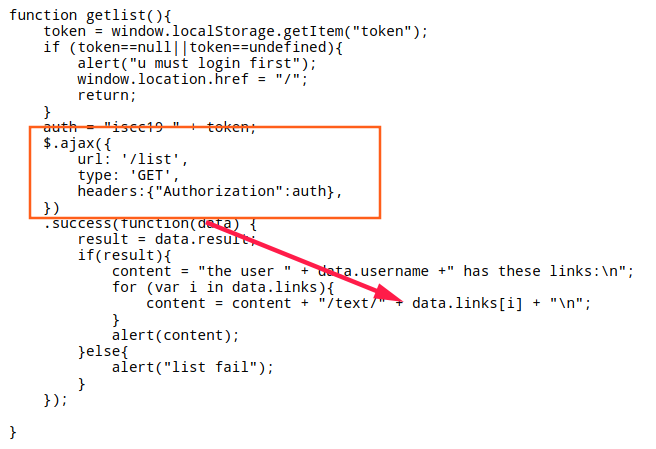 function getlist(){
token = window.localStorage.getItem("token");
if (token==null||token==undefined){
alert("u must login first");
window.location.href = "/";
return;
}
auth = "iscc19 " + token;
$.ajax({
url: '/list',
type: 'GET',
headers:{"Authorization":auth},
})
.success(function(data) {
result = data.result;
if(result){
content = "the user " + data.username +" has these links:\n";
for (var i in data.links){
content = content + "/text/" + data.links[i] + "\n";
}
alert(content);
}else{
alert("list fail");
}
});
}